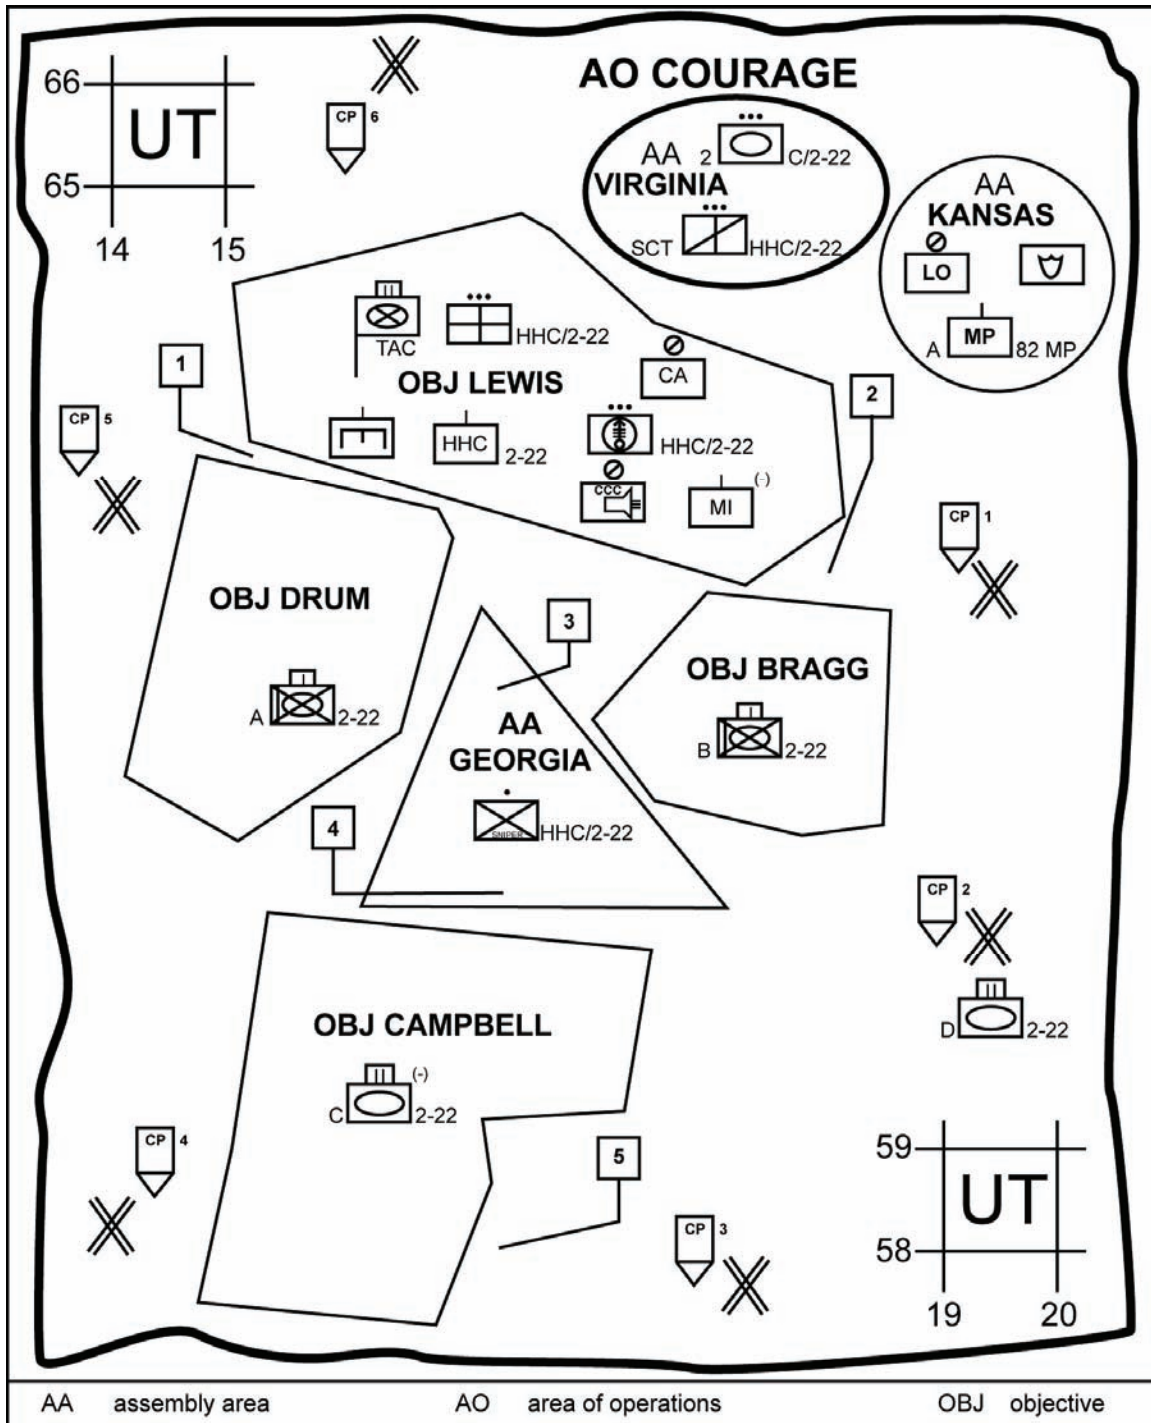 AO COURAGE
66
UT
65
14 15
CP 6
AA 2 C/2-22
VIRGINIA
SCT HHC/2-22
AA
KANSAS
LO
A MP 82 MP
TAC
HHC/2-22
OBJ LEWIS
CA
HHC 2-22
HHC/2-22
CCC
MI (-)
1
2
CP 5
CP 1
OBJ DRUM
A 2-22
3
OBJ BRAGG
B 2-22
AA
GEORGIA
SNIPER HHC/2-22
4
CP 2
D 2-22
OBJ CAMPBELL
(-)
C 2-22
CP 4
5
CP 3
59
UT
58
19 20
AA assembly area AO area of operations OBJ objective